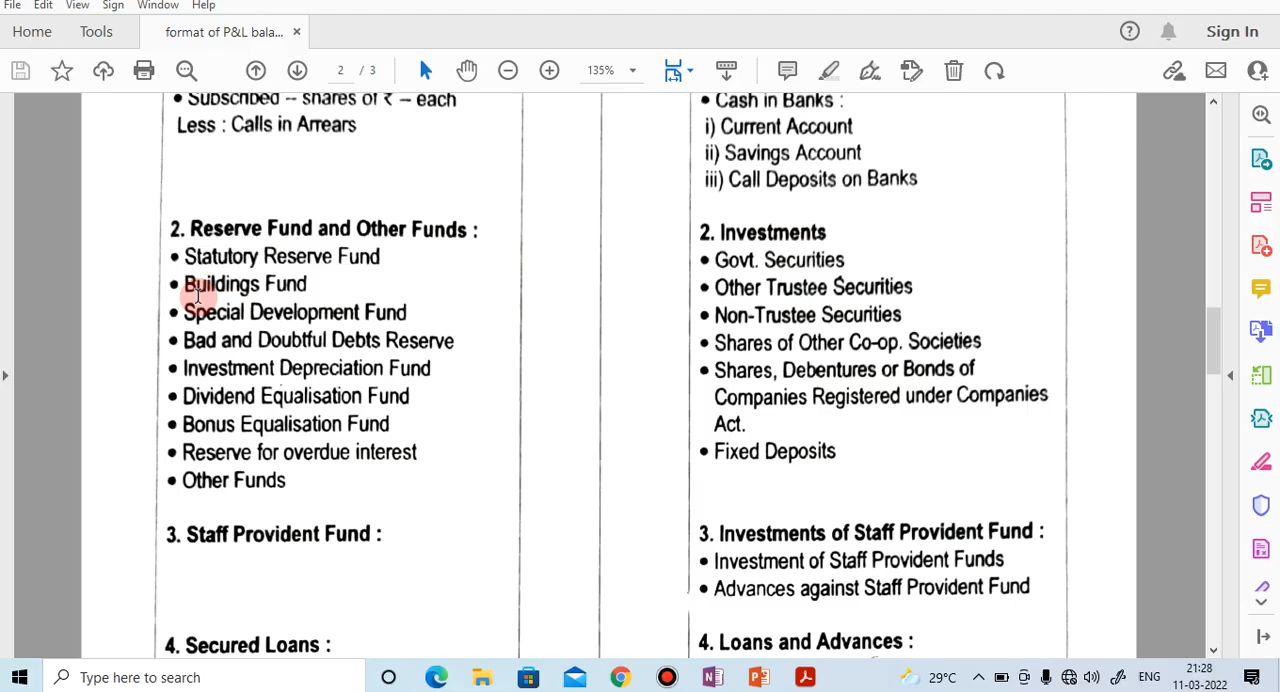 File Edit View Sign Window Help
Home Tools format of P&L bala... × Sign In
2 / 3 135%
• Subscribed – shares of ₹ – each
Less : Calls in Arrears
2. Reserve Fund and Other Funds :
• Statutory Reserve Fund
• Buildings Fund
• Special Development Fund
• Bad and Doubtful Debts Reserve
• Investment Depreciation Fund
• Dividend Equalisation Fund
• Bonus Equalisation Fund
• Reserve for overdue interest
• Other Funds
3. Staff Provident Fund :
4. Secured Loans :
• Cash in Banks :
i) Current Account
ii) Savings Account
iii) Call Deposits on Banks
2. Investments
• Govt. Securities
• Other Trustee Securities
• Non-Trustee Securities
• Shares of Other Co-op. Societies
• Shares, Debentures or Bonds of
Companies Registered under Companies
Act.
• Fixed Deposits
3. Investments of Staff Provident Fund :
• Investment of Staff Provident Funds
• Advances against Staff Provident Fund
4. Loans and Advances :
Type here to search
29°C ENG 21:28
11-03-2022